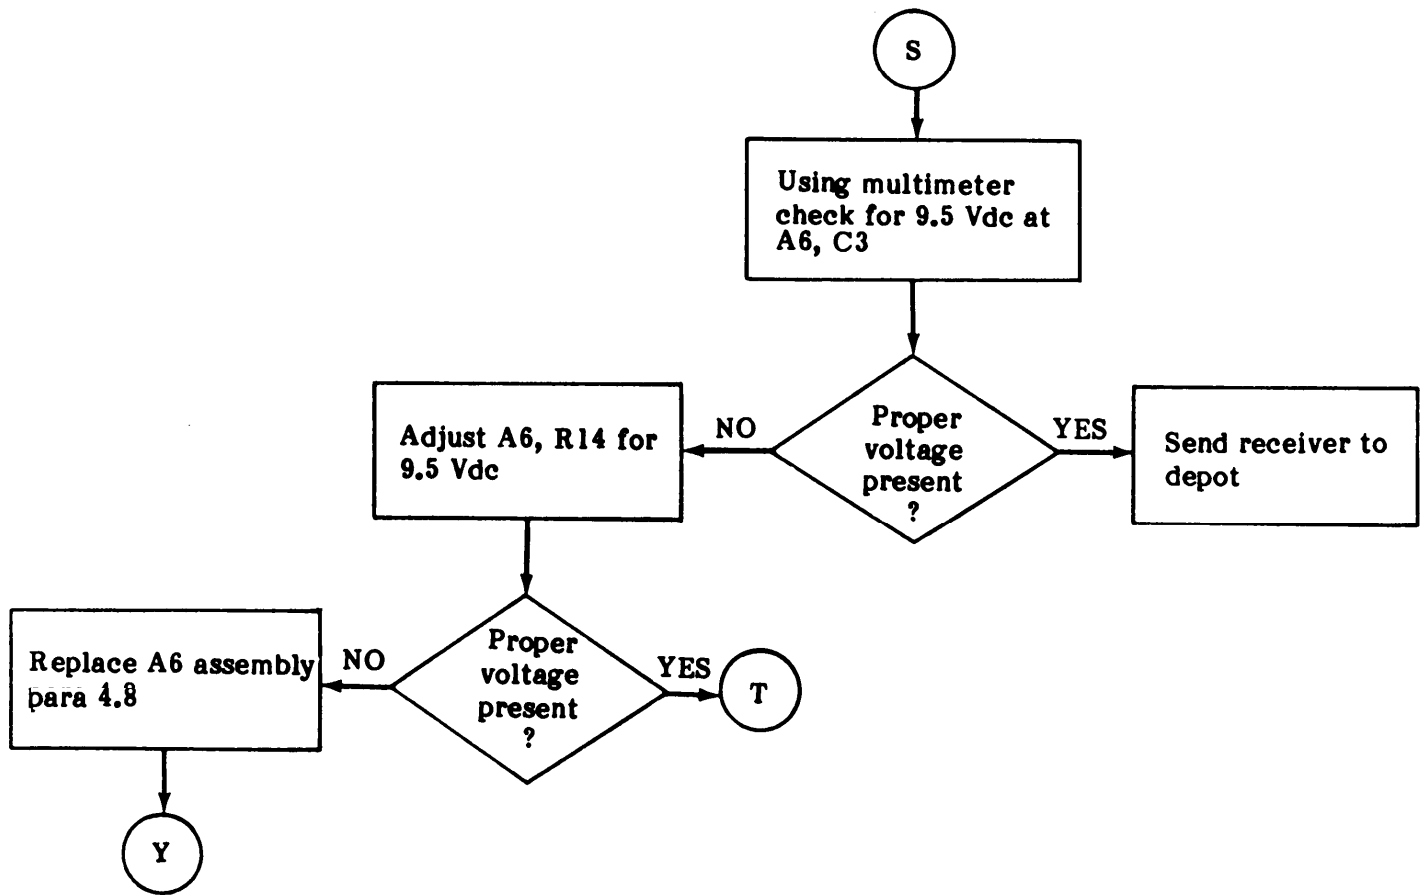 S
Using multimeter
check for 9.5 Vdc at
A6, C3
Proper
voltage
present
?
NO
YES
Adjust A6, R14 for
9.5 Vdc
Send receiver to
depot
Proper
voltage
present
?
NO
YES
Replace A6 assembly
para 4.8
T
Y